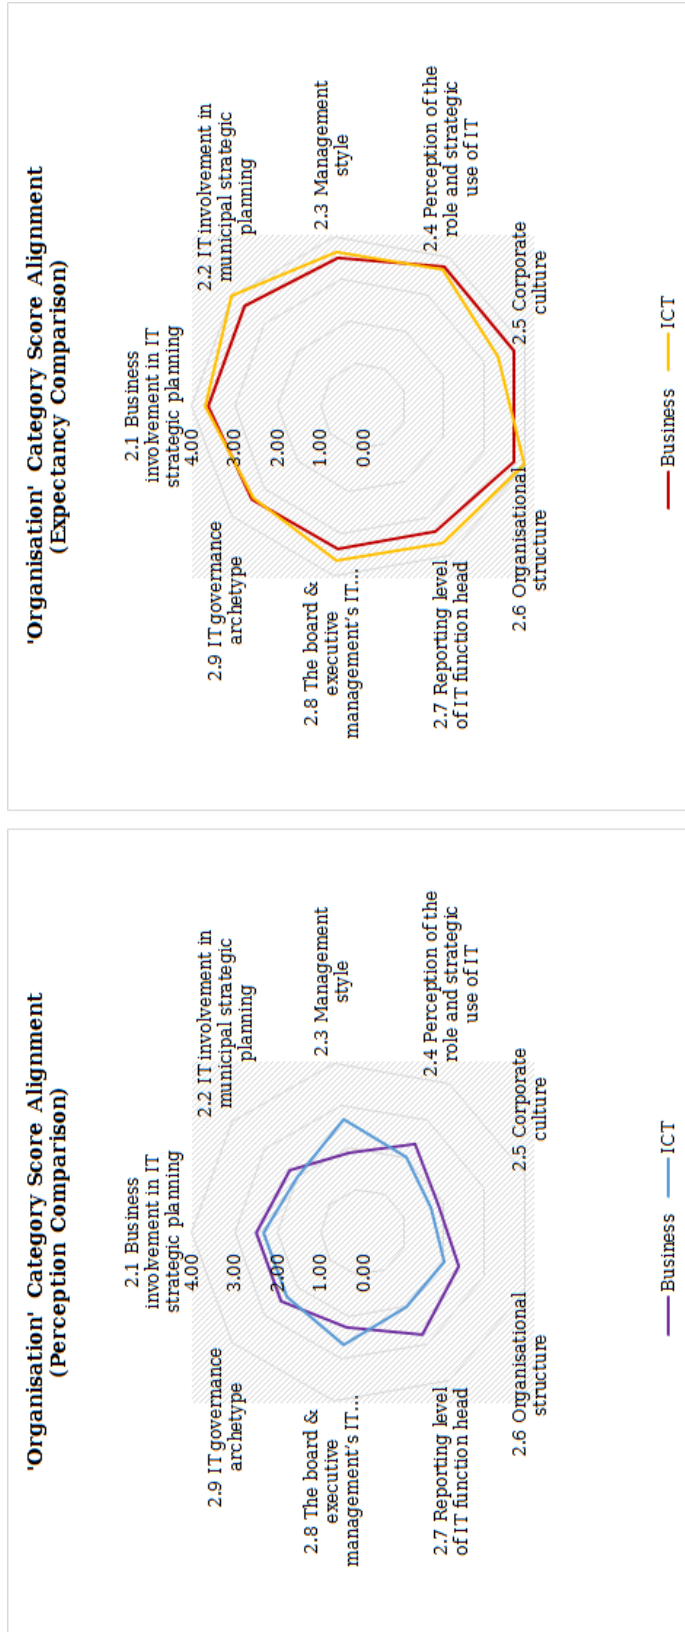 'Organisation' Category Score Alignment
(Perception Comparison)
2.1 Business
involvement in IT
strategic planning
4.00
3.00
2.00
1.00
0.00
2.2 IT involvement in
municipal strategic
planning
2.3 Management
style
2.4 Perception of the
role and strategic
use of IT
2.5 Corporate
culture
2.6 Organisational
structure
2.7 Reporting level
of IT function head
2.8 The board &
executive
management's IT...
2.9 IT governance
archetype
Business
ICT
'Organisation' Category Score Alignment
(Expectancy Comparison)
2.1 Business
involvement in IT
strategic planning
4.00
3.00
2.00
1.00
0.00
2.2 IT involvement in
municipal strategic
planning
2.3 Management
style
2.4 Perception of the
role and strategic
use of IT
2.5 Corporate
culture
2.6 Organisational
structure
2.7 Reporting level
of IT function head
2.8 The board &
executive
management's IT...
2.9 IT governance
archetype
Business
ICT